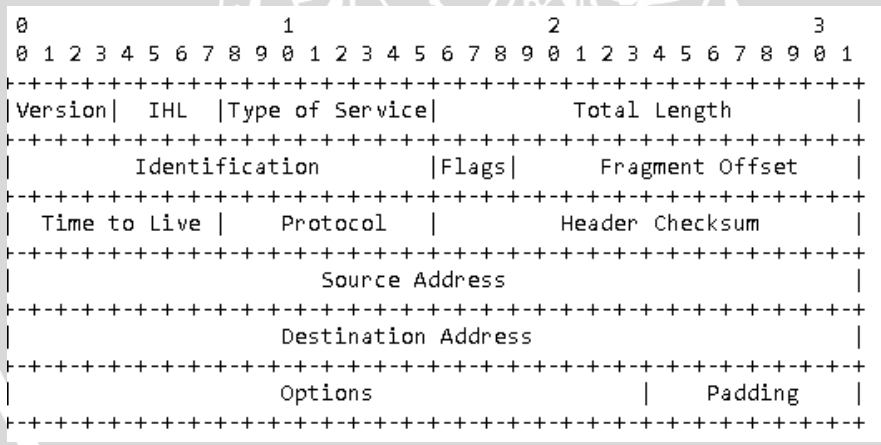 0                   1                   2                   3
0 1 2 3 4 5 6 7 8 9 0 1 2 3 4 5 6 7 8 9 0 1 2 3 4 5 6 7 8 9 0 1
+-+-+-+-+-+-+-+-+-+-+-+-+-+-+-+-+-+-+-+-+-+-+-+-+-+-+-+-+-+-+-+-+
|Version|  IHL  |Type of Service|          Total Length         |
+-+-+-+-+-+-+-+-+-+-+-+-+-+-+-+-+-+-+-+-+-+-+-+-+-+-+-+-+-+-+-+-+
|         Identification        |Flags|      Fragment Offset    |
+-+-+-+-+-+-+-+-+-+-+-+-+-+-+-+-+-+-+-+-+-+-+-+-+-+-+-+-+-+-+-+-+
|  Time to Live |    Protocol   |         Header Checksum       |
+-+-+-+-+-+-+-+-+-+-+-+-+-+-+-+-+-+-+-+-+-+-+-+-+-+-+-+-+-+-+-+-+
|                       Source Address                          |
+-+-+-+-+-+-+-+-+-+-+-+-+-+-+-+-+-+-+-+-+-+-+-+-+-+-+-+-+-+-+-+-+
|                    Destination Address                        |
+-+-+-+-+-+-+-+-+-+-+-+-+-+-+-+-+-+-+-+-+-+-+-+-+-+-+-+-+-+-+-+-+
|                    Options                    |    Padding    |
+-+-+-+-+-+-+-+-+-+-+-+-+-+-+-+-+-+-+-+-+-+-+-+-+-+-+-+-+-+-+-+-+